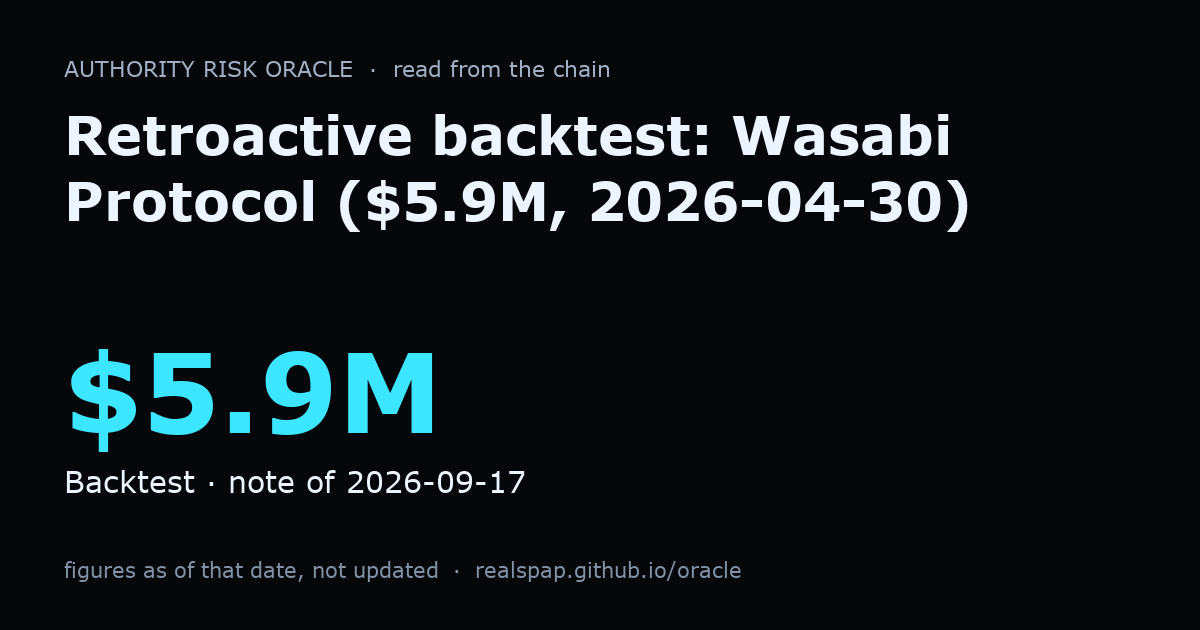 AUTHORITY RISK ORACLE · read from the chain
Retroactive backtest: Wasabi
Protocol ($5.9M, 2026-04-30)
$5.9M
Backtest · note of 2026-09-17
figures as of that date, not updated · realspap.github.io/oracle